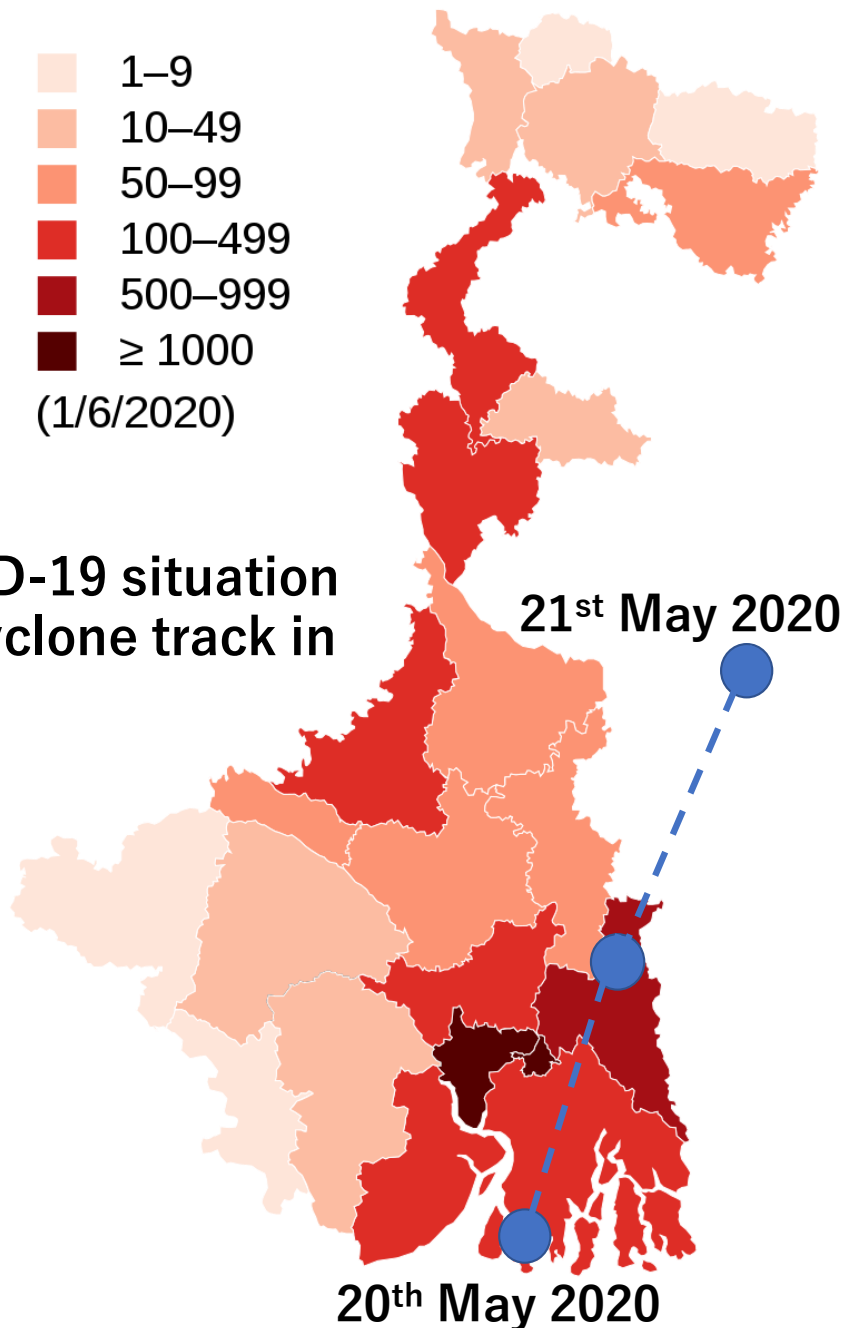 1–9
10–49
50–99
100–499
500–999
≥ 1000
(1/6/2020)
D-19 situation
yclone track in
21st May 2020
20th May 2020